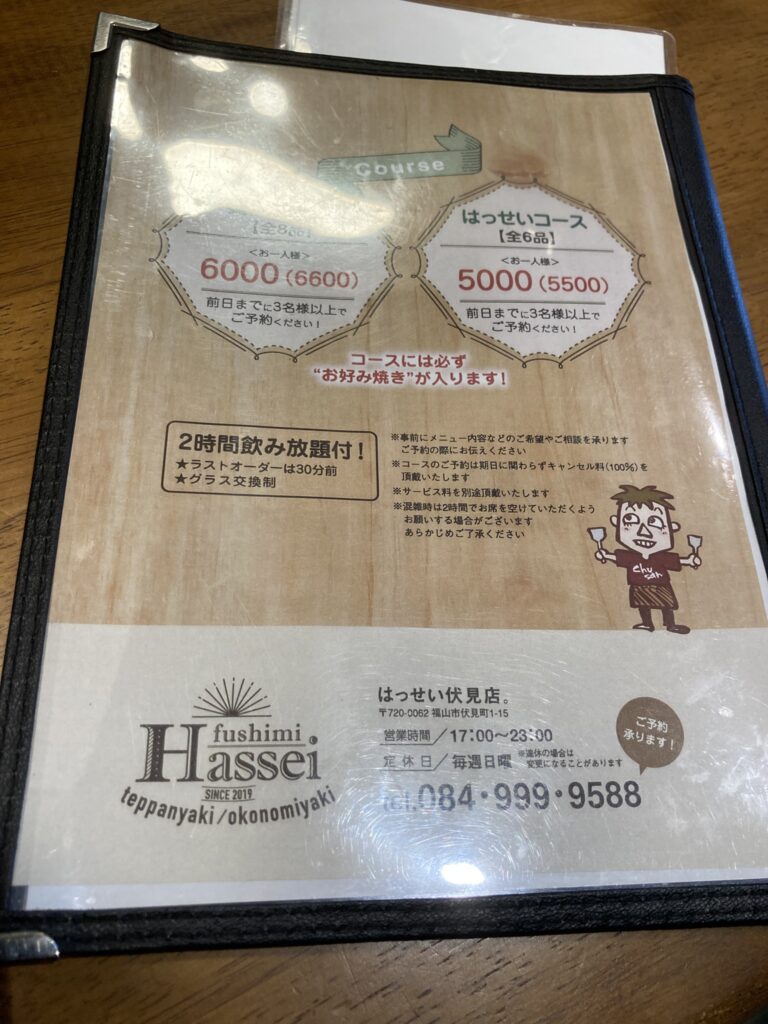 Course
【全8品】
<お一人様>
6000(6600)
前日までに3名様以上で
ご予約ください！
はっせいコース
【全6品】
<お一人様>
5000(5500)
前日までに3名様以上で
ご予約ください！
コースには必ず
“お好み焼き”が入ります！
2時間飲み放題付！
★ラストオーダーは30分前
★グラス交換制
※事前にメニュー内容などのご希望やご相談を承ります
ご予約の際にお伝えください
※コースのご予約は期日に関わらずキャンセル料(100%)を
頂戴いたします
※サービス料を別途頂戴いたします
※混雑時は2時間でお席を空けていただくよう
お願いする場合がございます
あらかじめご了承ください
chu
san
fushimi
Hassei
SINCE 2019
teppanyaki/okonomiyaki
はっせい伏見店。
〒720-0062 福山市伏見町1-15
営業時間／17:00〜23:00
定休日／毎週日曜 ※連休の場合は
変更になることがあります
tel.084・999・9588
ご予約
承ります！